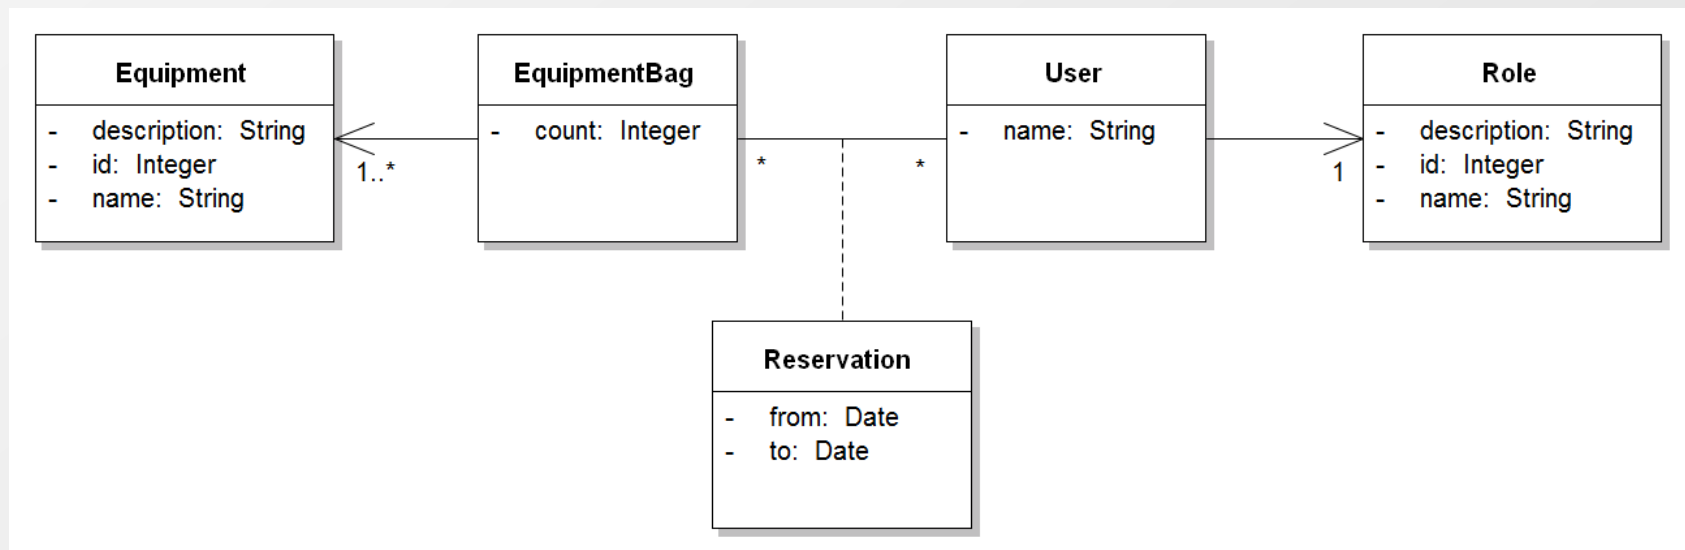 Equipment
- description: String
- id: Integer
- name: String
1..*
EquipmentBag
- count: Integer
*
*
User
- name: String
1
Role
- description: String
- id: Integer
- name: String
Reservation
- from: Date
- to: Date